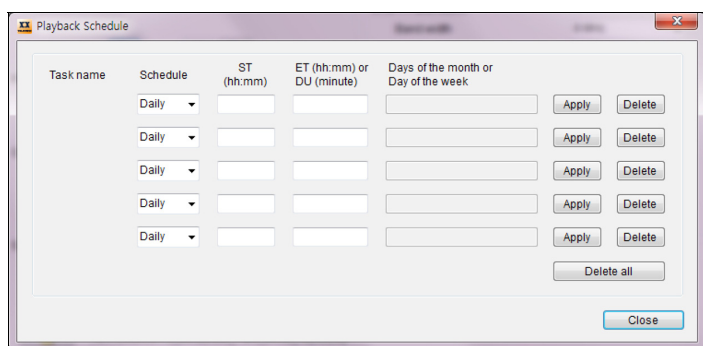 Playback Schedule
Task name Schedule ST (hh:mm) ET (hh:mm) or DU (minute) Days of the month or Day of the week
Daily Apply Delete
Daily Apply Delete
Daily Apply Delete
Daily Apply Delete
Daily Apply Delete
Delete all
Close